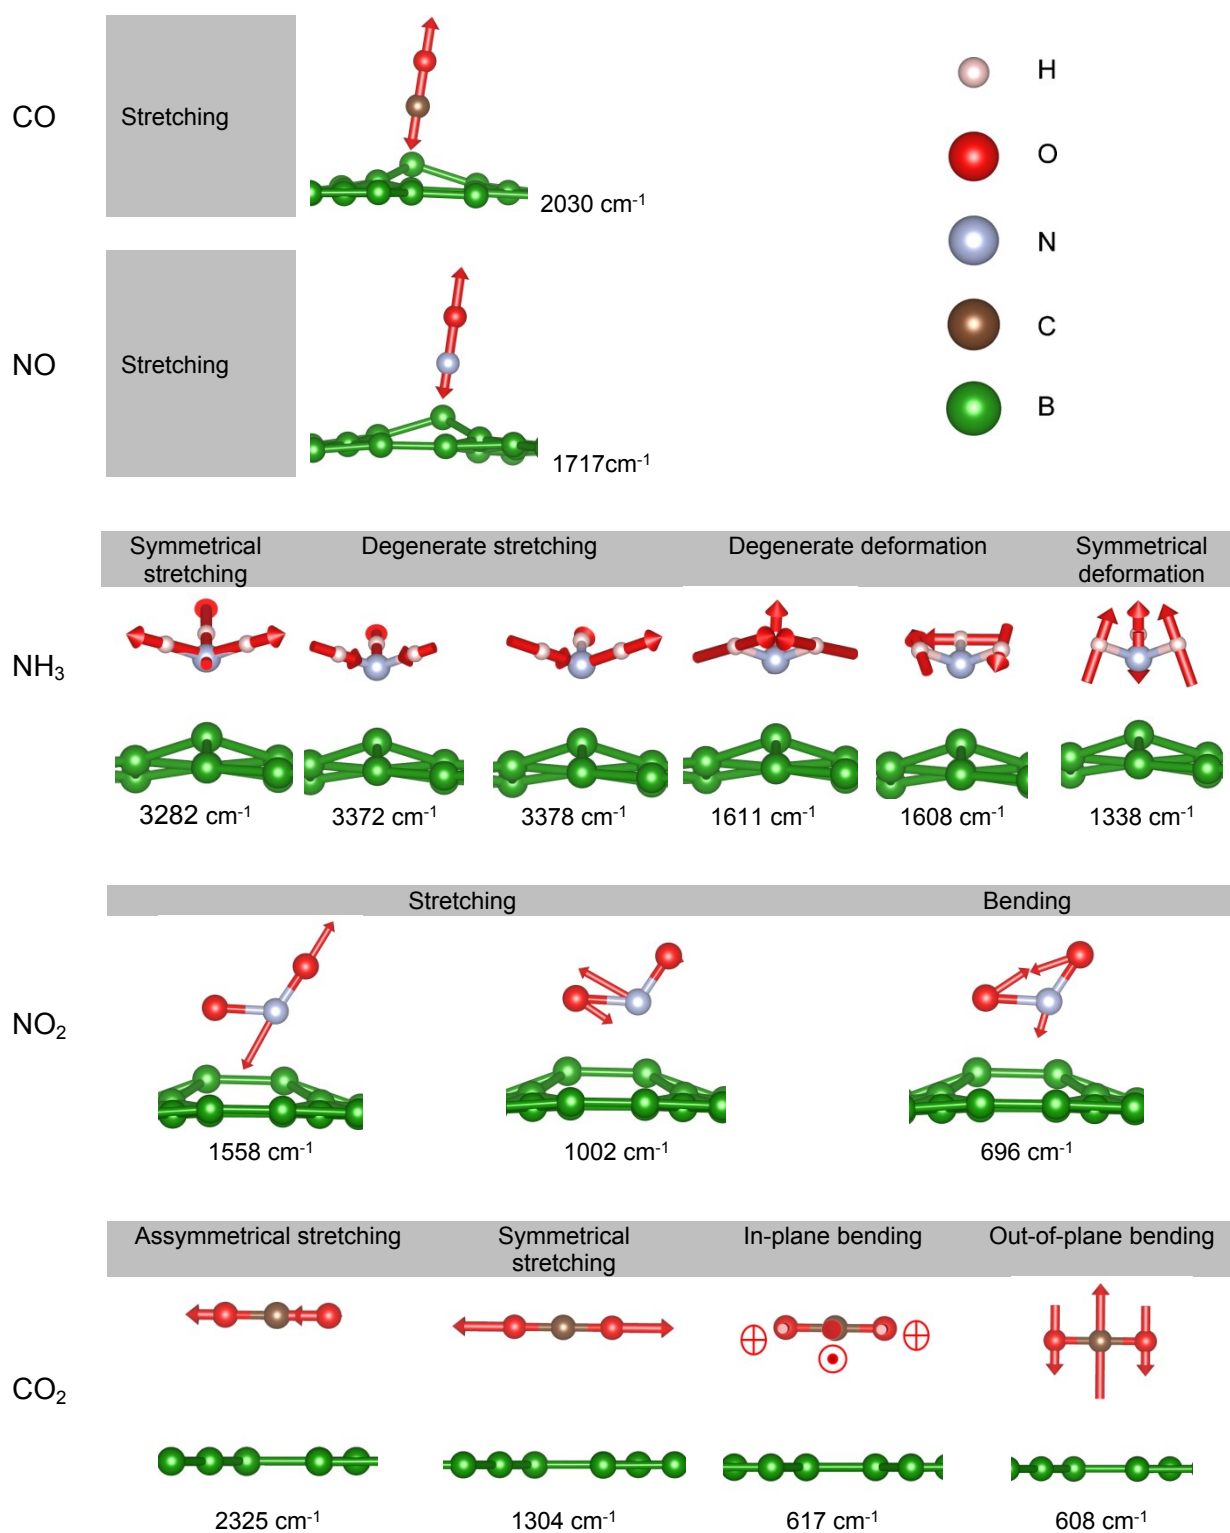 CO
Stretching
2030 cm⁻¹
H
O
N
C
B
NO
Stretching
1717cm⁻¹
Symmetrical stretching
Degenerate stretching
Degenerate deformation
Symmetrical deformation
NH₃
3282 cm⁻¹
3372 cm⁻¹
3378 cm⁻¹
1611 cm⁻¹
1608 cm⁻¹
1338 cm⁻¹
Stretching
Bending
NO₂
1558 cm⁻¹
1002 cm⁻¹
696 cm⁻¹
Assymmetrical stretching
Symmetrical stretching
In-plane bending
Out-of-plane bending
CO₂
2325 cm⁻¹
1304 cm⁻¹
617 cm⁻¹
608 cm⁻¹